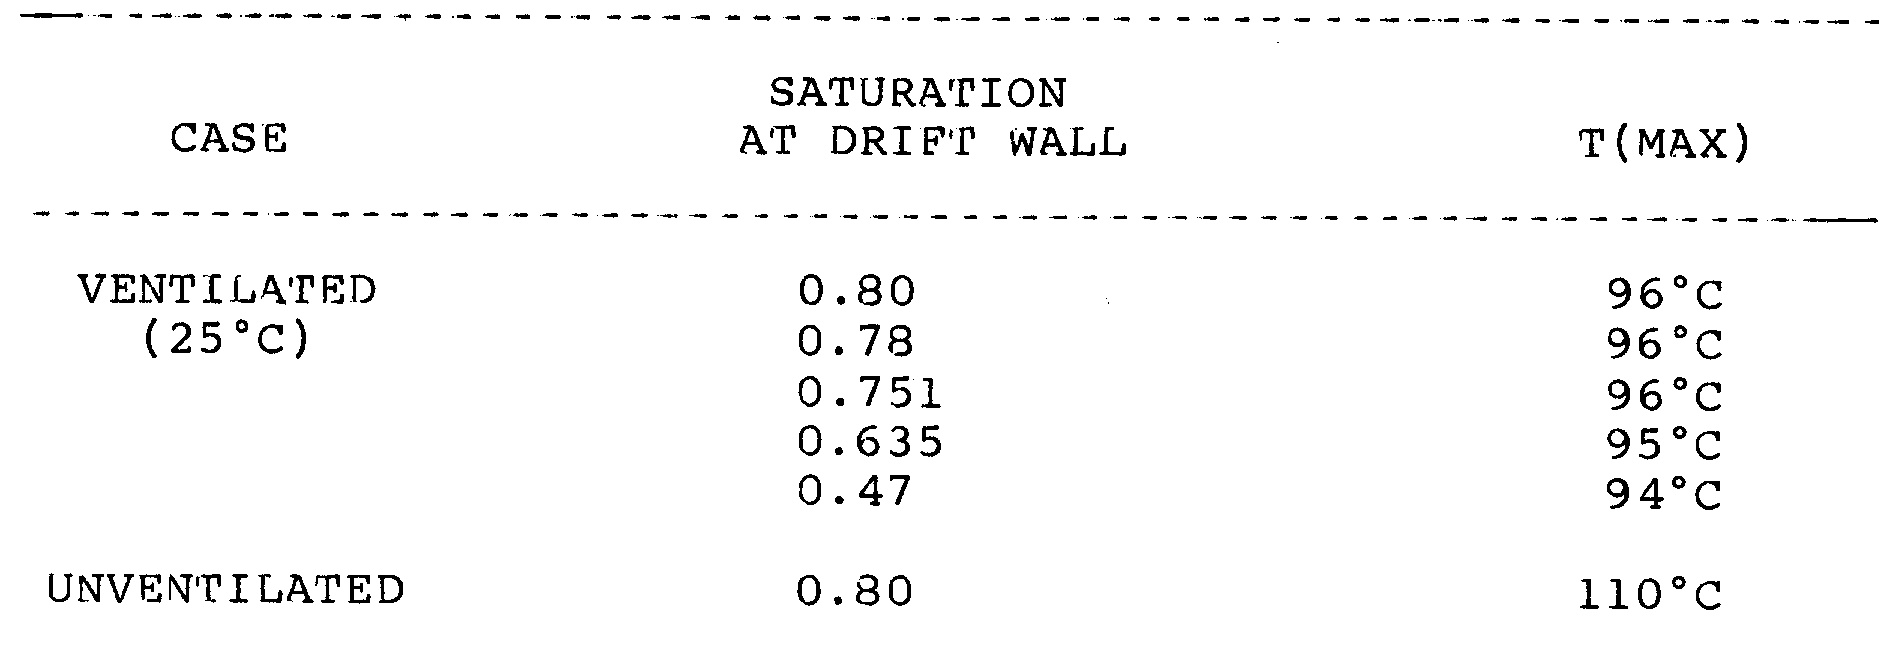 SATURATION
CASE AT DRIFT WALL T(MAX)
VENTILATED 0.80 96°C
(25°C) 0.78 96°C
0.751 96°C
0.635 95°C
0.47 94°C
UNVENTILATED 0.80 110°C